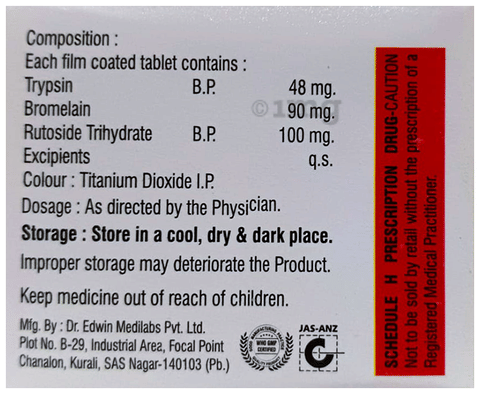 Composition :
Each film coated tablet contains :
Trypsin B.P. 48 mg.
Bromelain 90 mg.
Rutoside Trihydrate B.P. 100 mg.
Excipients q.s.
Colour : Titanium Dioxide I.P.
Dosage : As directed by the Physician.
Storage : Store in a cool, dry & dark place.
Improper storage may deteriorate the Product.
Keep medicine out of reach of children.
Mfg. By : Dr. Edwin Medilabs Pvt. Ltd.
Plot No. B-29, Industrial Area, Focal Point
Chanalon, Kurali, SAS Nagar-140103 (Pb.)
WHO GMP
CERTIFIED
JAS-ANZ
SCHEDULE H PRESCRIPTION DRUG-CAUTION
Not to be sold by retail without the prescription of a
Registered Medical Practitioner.
© 1mg